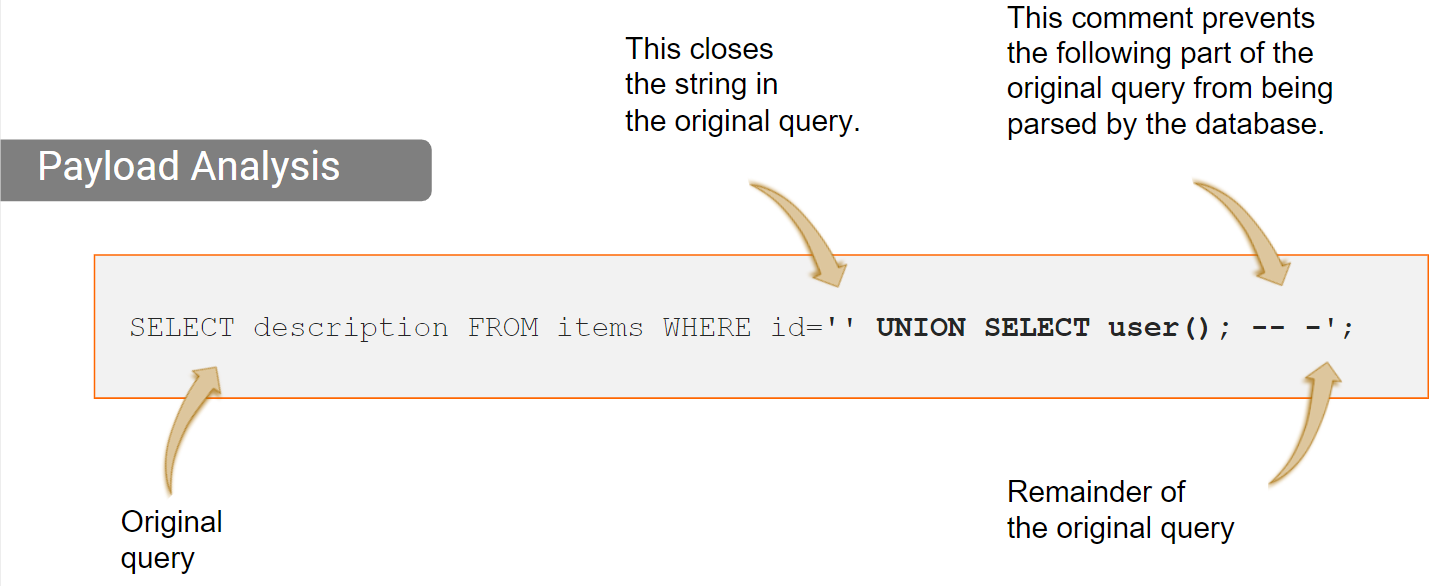 This closes
the string in
the original query.
This comment prevents
the following part of the
original query from being
parsed by the database.
Payload Analysis
SELECT description FROM items WHERE id='' UNION SELECT user(); -- -';
Original
query
Remainder of
the original query